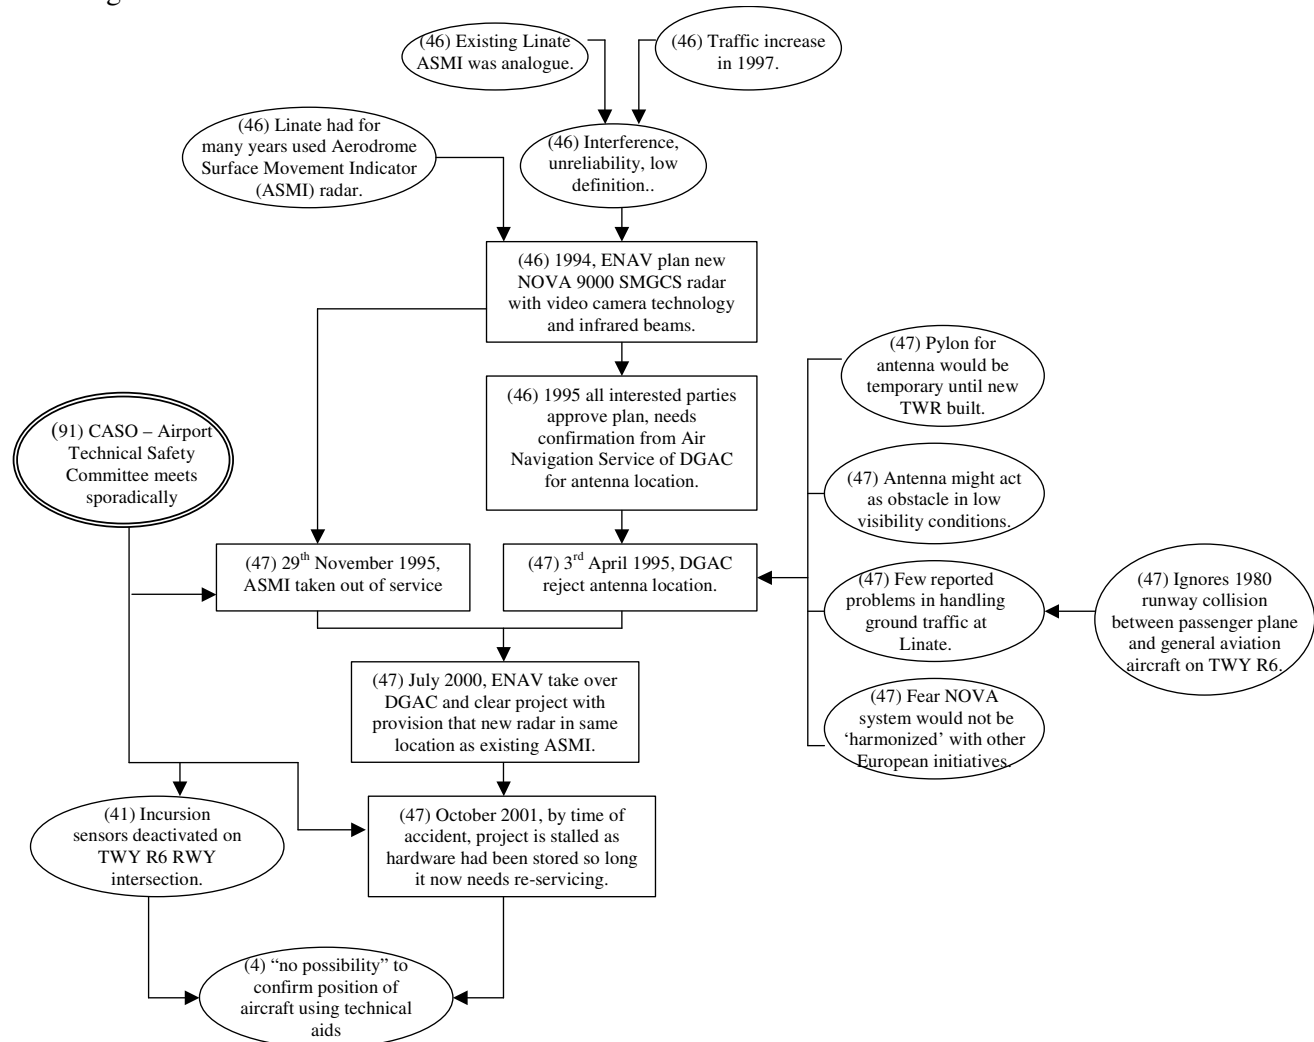 (46) Existing Linate
ASMI was analogue.
(46) Traffic increase
in 1997.
(46) Linate had for
many years used Aerodrome
Surface Movement Indicator
(ASMI) radar.
(46) Interference,
unreliability, low
definition..
(46) 1994, ENAV plan new
NOVA 9000 SMGCS radar
with video camera technology
and infrared beams.
(47) Pylon for
antenna would be
temporary until new
TWR built.
(46) 1995 all interested parties
approve plan, needs
confirmation from Air
Navigation Service of DGAC
for antenna location.
(91) CASO – Airport
Technical Safety
Committee meets
sporadically
(47) Antenna might act
as obstacle in low
visibility conditions.
(47) 29th November 1995,
ASMI taken out of service
(47) 3rd April 1995, DGAC
reject antenna location.
(47) Few reported
problems in handling
ground traffic at
Linate.
(47) Ignores 1980
runway collision
between passenger plane
and general aviation
aircraft on TWY R6.
(47) July 2000, ENAV take over
DGAC and clear project with
provision that new radar in same
location as existing ASMI.
(47) Fear NOVA
system would not be
‘harmonized’ with other
European initiatives.
(41) Incursion
sensors deactivated on
TWY R6 RWY
intersection.
(47) October 2001, by time of
accident, project is stalled as
hardware had been stored so long
it now needs re-servicing.
(4) “no possibility” to
confirm position of
aircraft using technical
aids